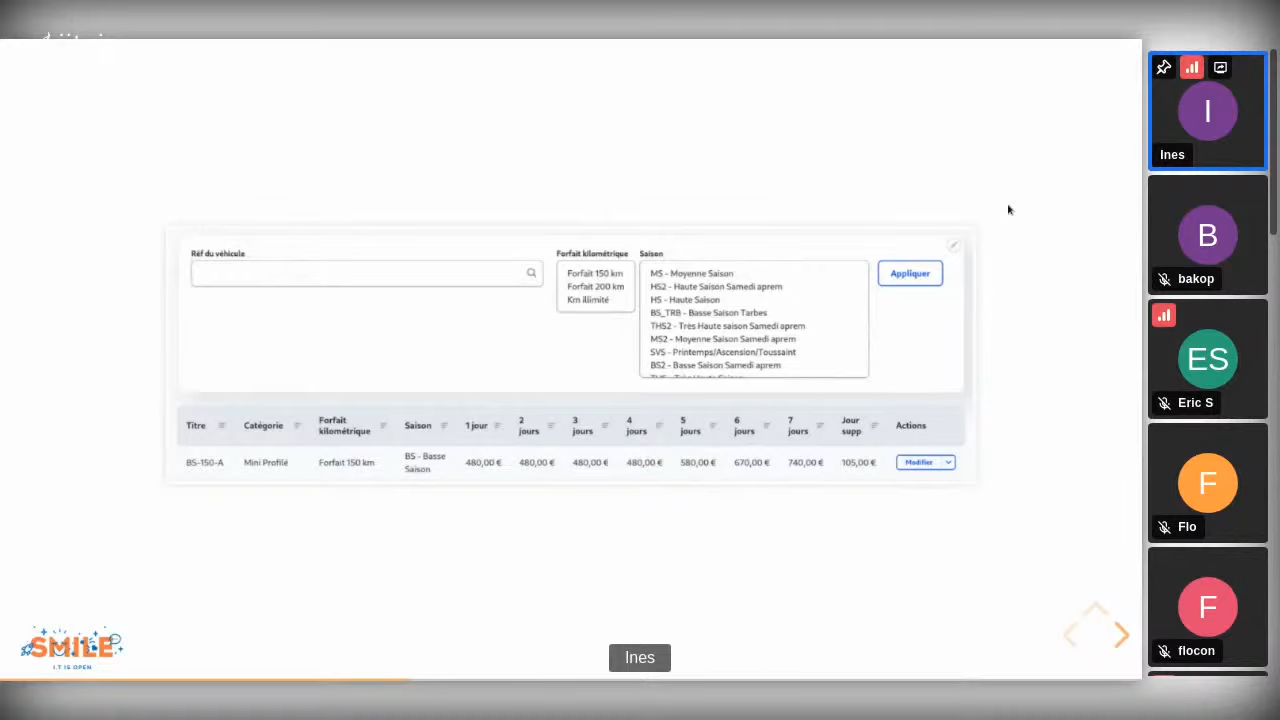 Réf du véhicule
Forfait kilométrique
Forfait 150 km
Forfait 200 km
Km illimité
Saison
MS - Moyenne Saison
HS2 - Haute Saison Samedi aprem
HS - Haute Saison
BS_TRB - Basse Saison Tarbes
THS2 - Très Haute saison Samedi aprem
MS2 - Moyenne Saison Samedi aprem
SVS - Printemps/Ascension/Toussaint
BS2 - Basse Saison Samedi aprem
Appliquer
Titre Catégorie Forfait kilométrique Saison 1 jour 2 jours 3 jours 4 jours 5 jours 6 jours 7 jours Jour supp Actions
BS-150-A Mini Profilé Forfait 150 km BS - Basse Saison 480,00 € 480,00 € 480,00 € 480,00 € 580,00 € 670,00 € 740,00 € 105,00 € Modifier
SMILE
I.T IS OPEN
Ines
I
Ines
B
bakop
ES
Eric S
F
Flo
F
flocon